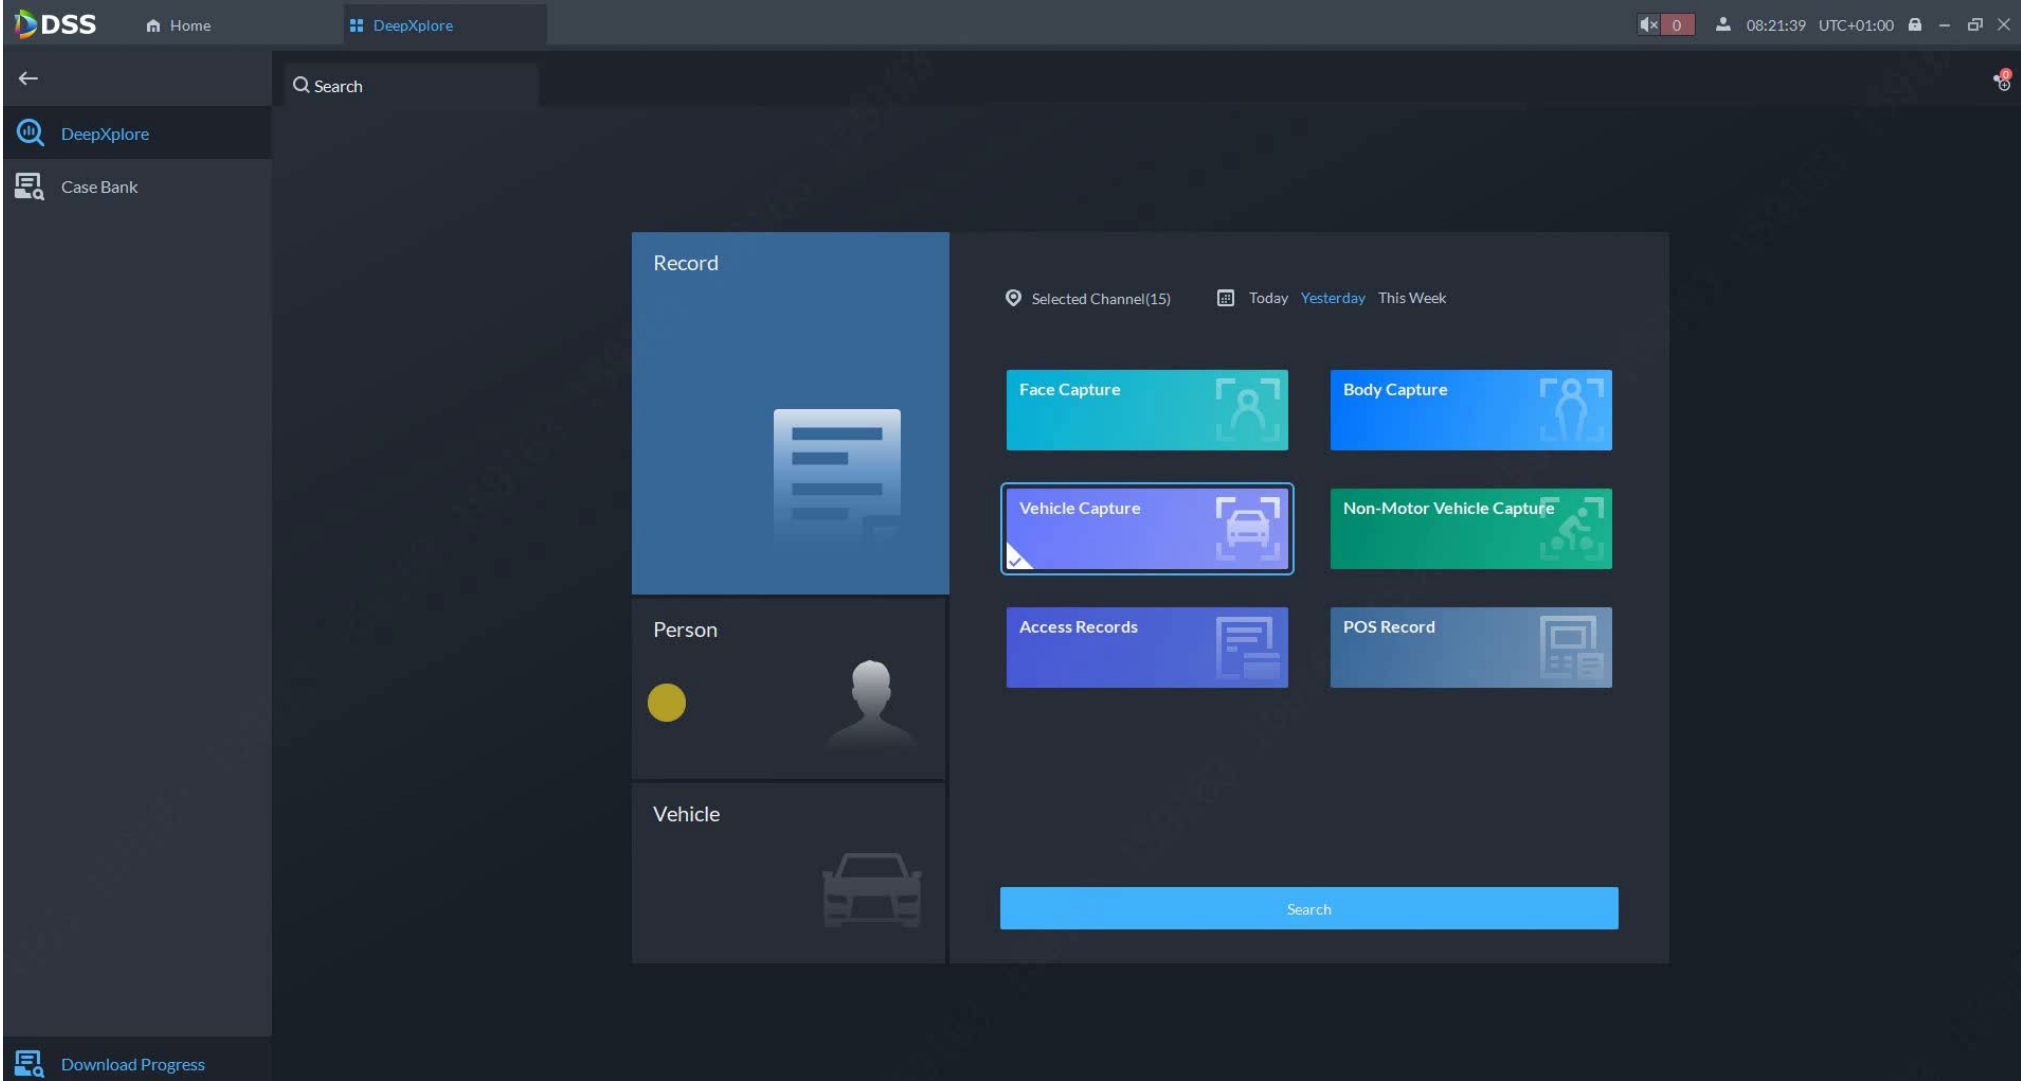 DSS Home DeepXplore 0 08:21:39 UTC+01:00
Search 0
DeepXplore
Case Bank
Record
Selected Channel(15) Today Yesterday This Week
Face Capture Body Capture
Vehicle Capture Non-Motor Vehicle Capture
Person
Access Records POS Record
Vehicle
Search
Download Progress